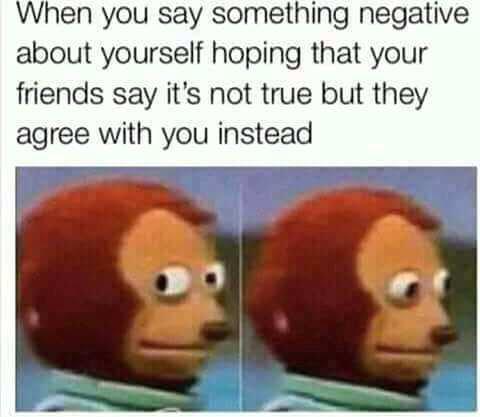 When you say something negative
about yourself hoping that your
friends say it's not true but they
agree with you instead